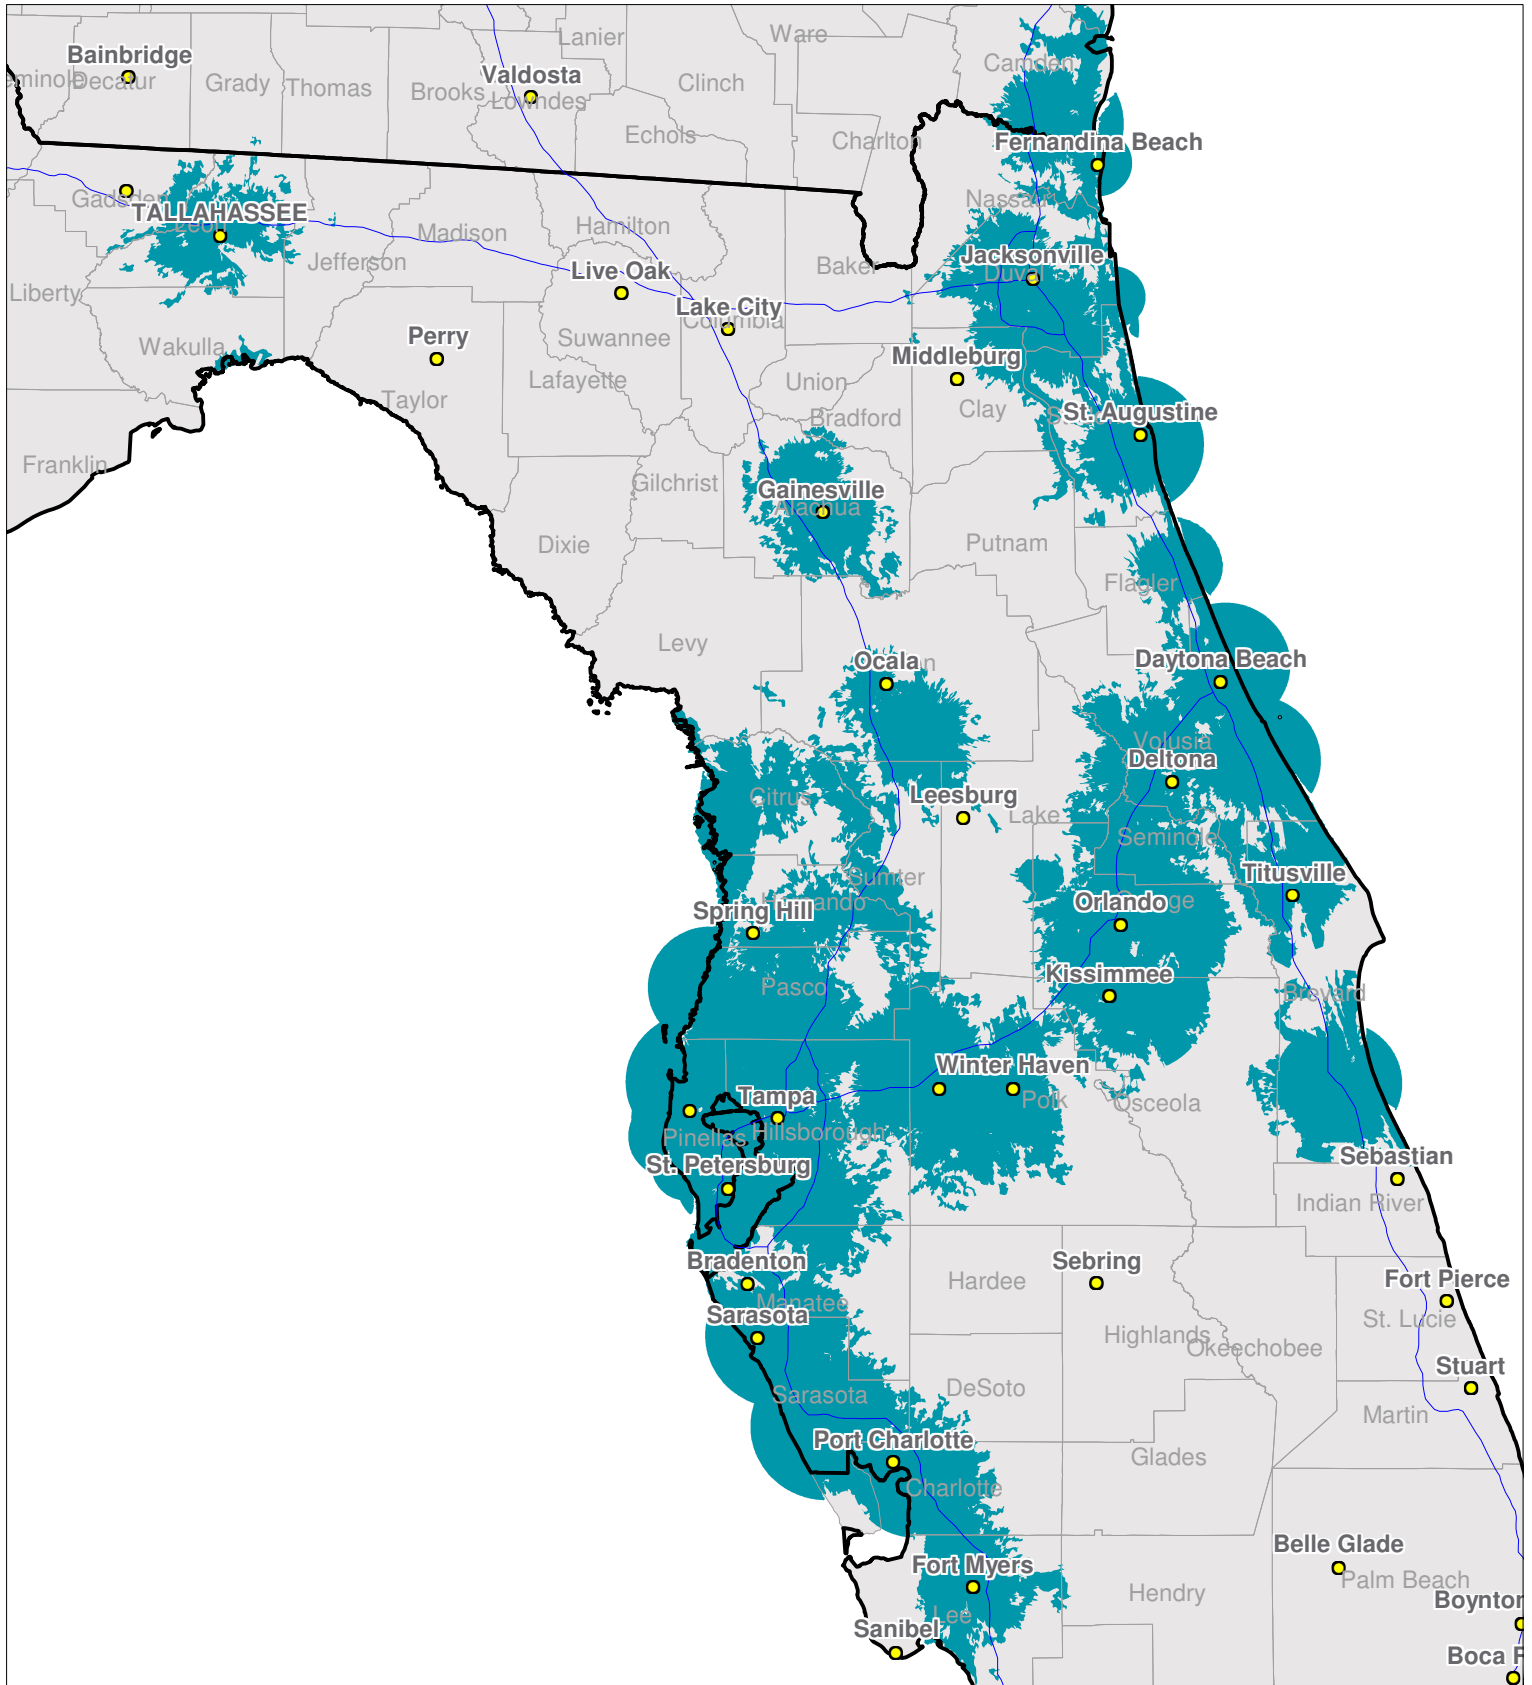 Lanier
Ware
Bainbridge
Camden
Valdosta
Decatur
Grady
Thomas
Brooks
Lowndes
Clinch
Echols
Charlton
Fernandina Beach
Gadsden
Nassau
TALLAHASSEE
Leon
Madison
Hamilton
Jefferson
Baker
Jacksonville
Duval
Live Oak
Liberty
Lake City
Columbia
Perry
Wakulla
Suwannee
Middleburg
Lafayette
Union
Taylor
Bradford
Clay
St. Augustine
Franklin
Gilchrist
Gainesville
Alachua
Dixie
Putnam
Flagler
Levy
Ocala
Daytona Beach
Volusia
Deltona
Citrus
Leesburg
Lake
Seminole
Sumter
Titusville
Hernando
Orlando
Orange
Spring Hill
Kissimmee
Pasco
Brevard
Winter Haven
Tampa
Polk
Osceola
Pinellas
Hillsborough
St. Petersburg
Sebastian
Indian River
Bradenton
Sebring
Hardee
Fort Pierce
Manatee
Sarasota
St. Lucie
Highlands
Okeechobee
Stuart
Sarasota
DeSoto
Martin
Port Charlotte
Glades
Charlotte
Belle Glade
Fort Myers
Palm Beach
Hendry
Boynton
Lee
Sanibel
Boca